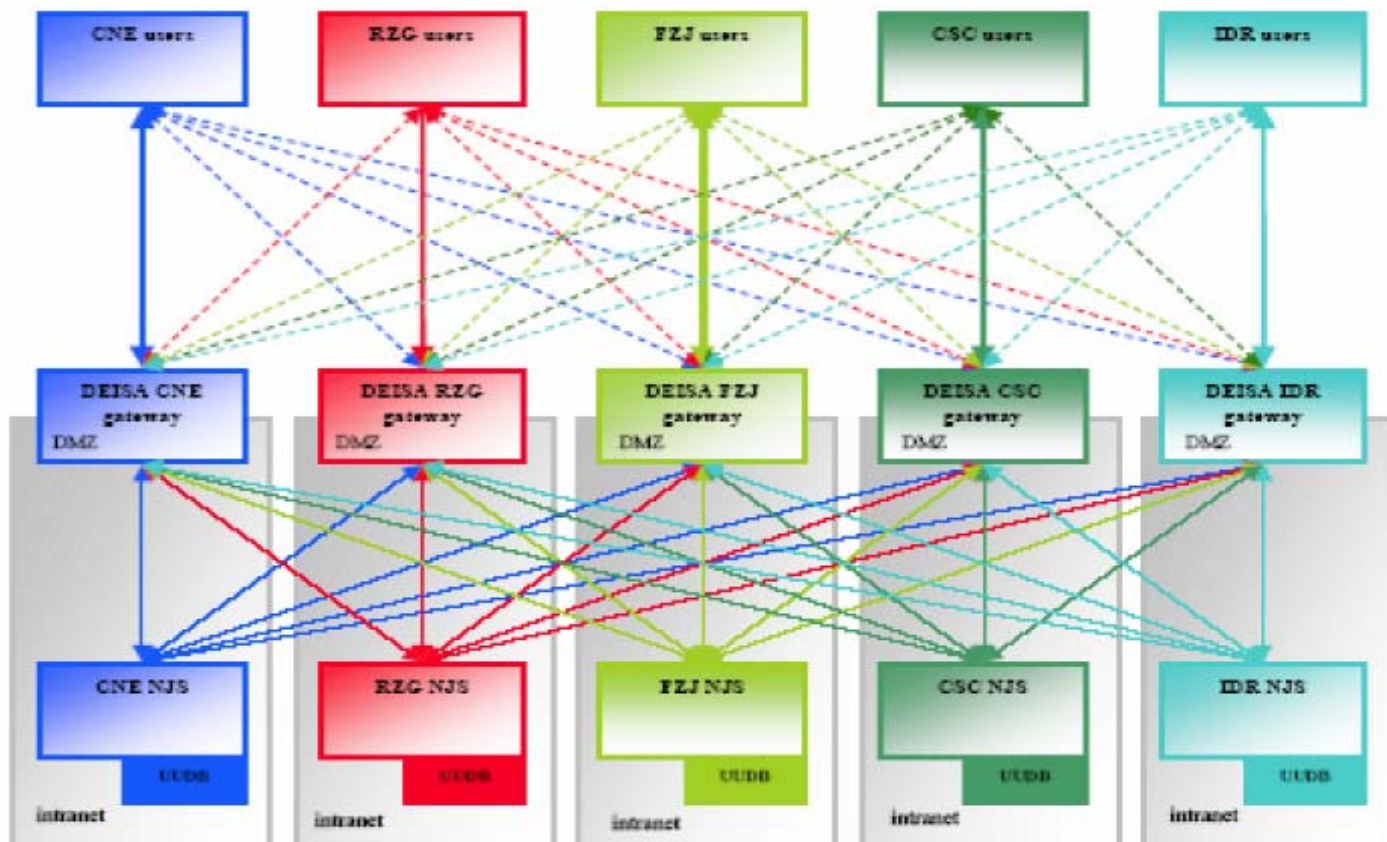 CNE users
RZG users
FZJ users
CSC users
IDR users
DEISA CNE
gateway
DMZ
DEISA RZG
gateway
DMZ
DEISA FZJ
gateway
DMZ
DEISA CSC
gateway
DMZ
DEISA IDR
gateway
DMZ
CNE NJS
RZG NJS
FZJ NJS
CSC NJS
IDR NJS
UUDB
UUDB
UUDB
UUDB
UUDB
intranet
intranet
intranet
intranet
intranet